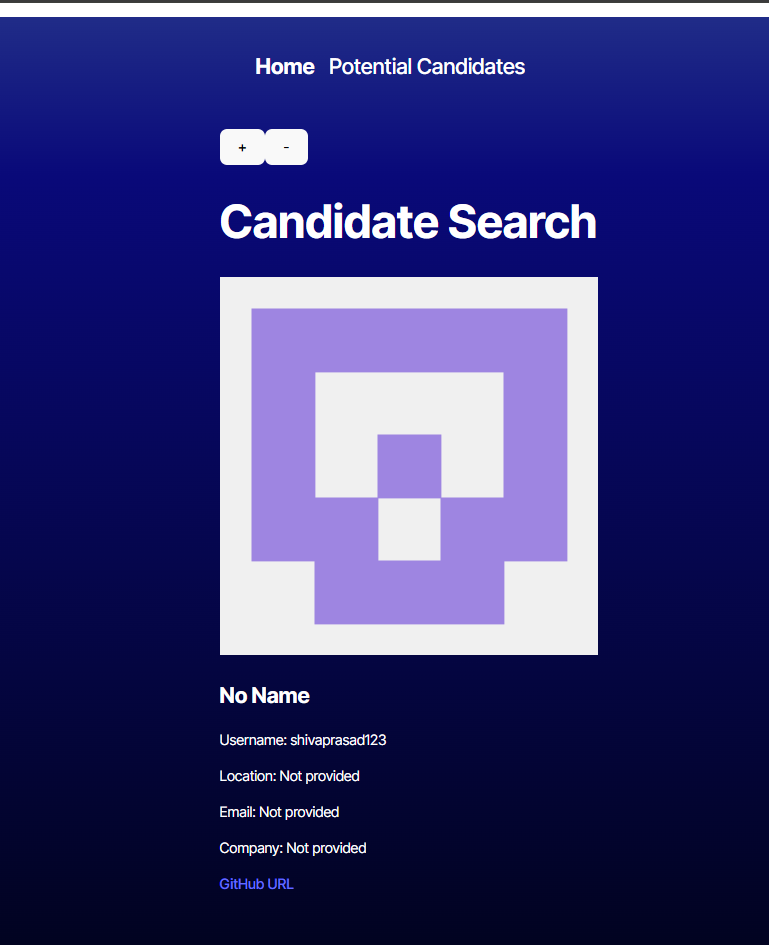 Home Potential Candidates
+ -
Candidate Search
No Name
Username: shivaprasad123
Location: Not provided
Email: Not provided
Company: Not provided
GitHub URL